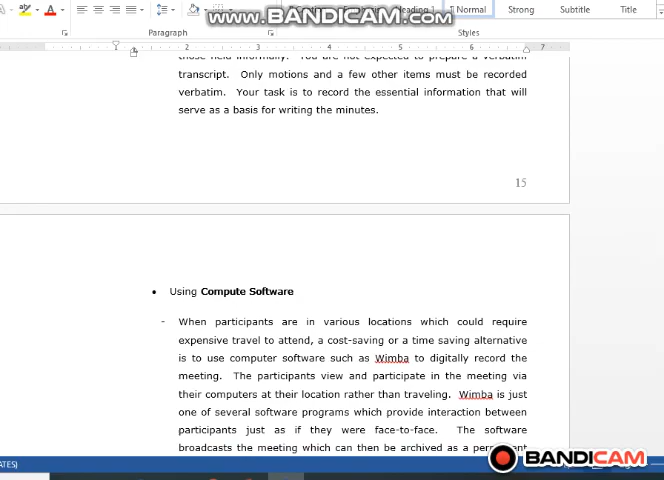 www.BANDICAM.com
Normal Strong Subtitle Title
Paragraph Styles
1 2 3 4 5 6 7
those held informally. You are not expected to prepare a verbatim
transcript. Only motions and a few other items must be recorded
verbatim. Your task is to record the essential information that will
serve as a basis for writing the minutes.
15
• Using Compute Software
- When participants are in various locations which could require
expensive travel to attend, a cost-saving or a time saving alternative
is to use computer software such as Wimba to digitally record the
meeting. The participants view and participate in the meeting via
their computers at their location rather than traveling. Wimba is just
one of several software programs which provide interaction between
participants just as if they were face-to-face. The software
broadcasts the meeting which can then be archived as a permanent
ATES)
BANDICAM